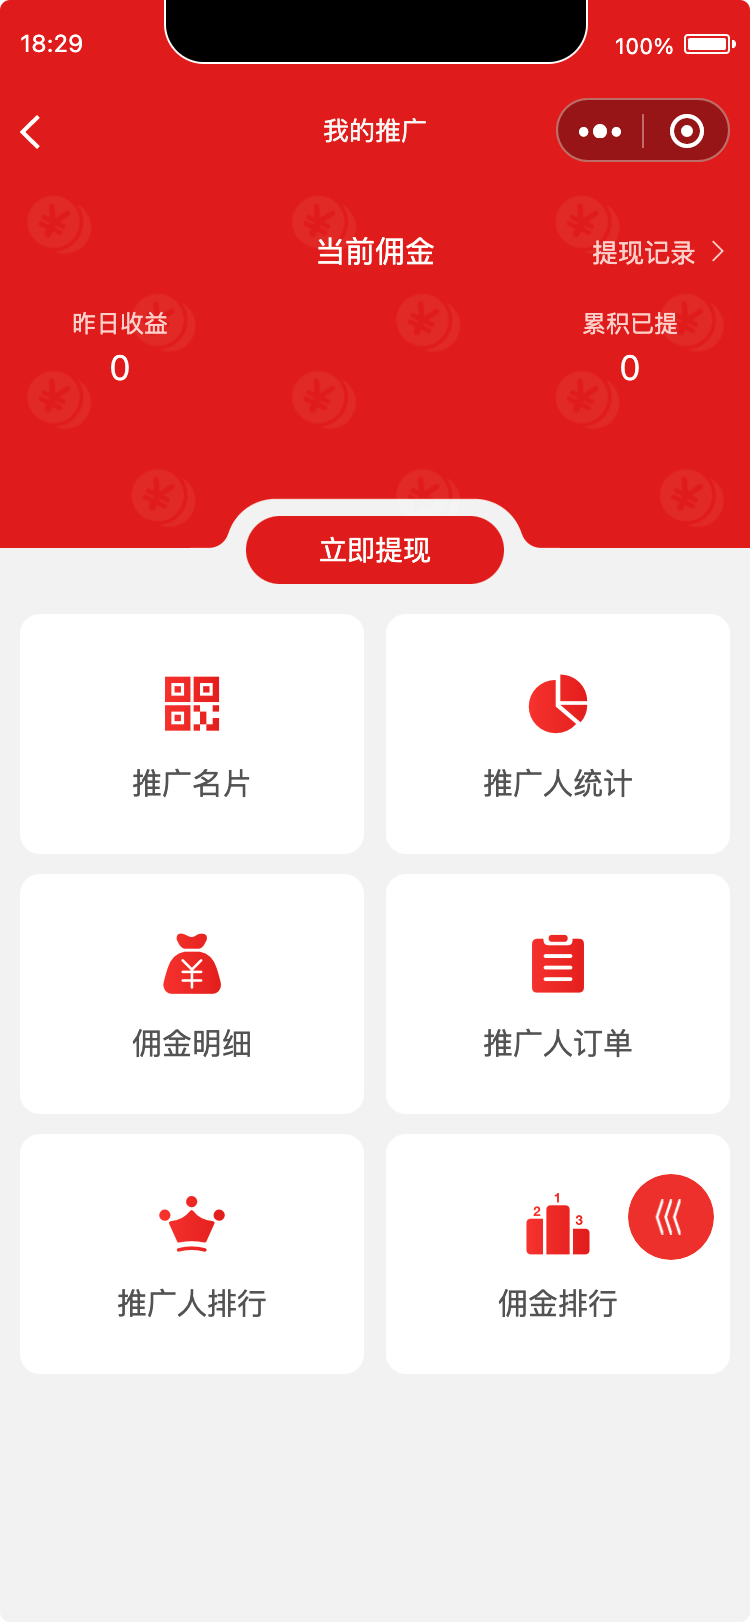 18:29
100%
我的推广
当前佣金
提现记录
昨日收益
累积已提
0
0
立即提现
推广名片
推广人统计
佣金明细
推广人订单
1
2
3
推广人排行
佣金排行